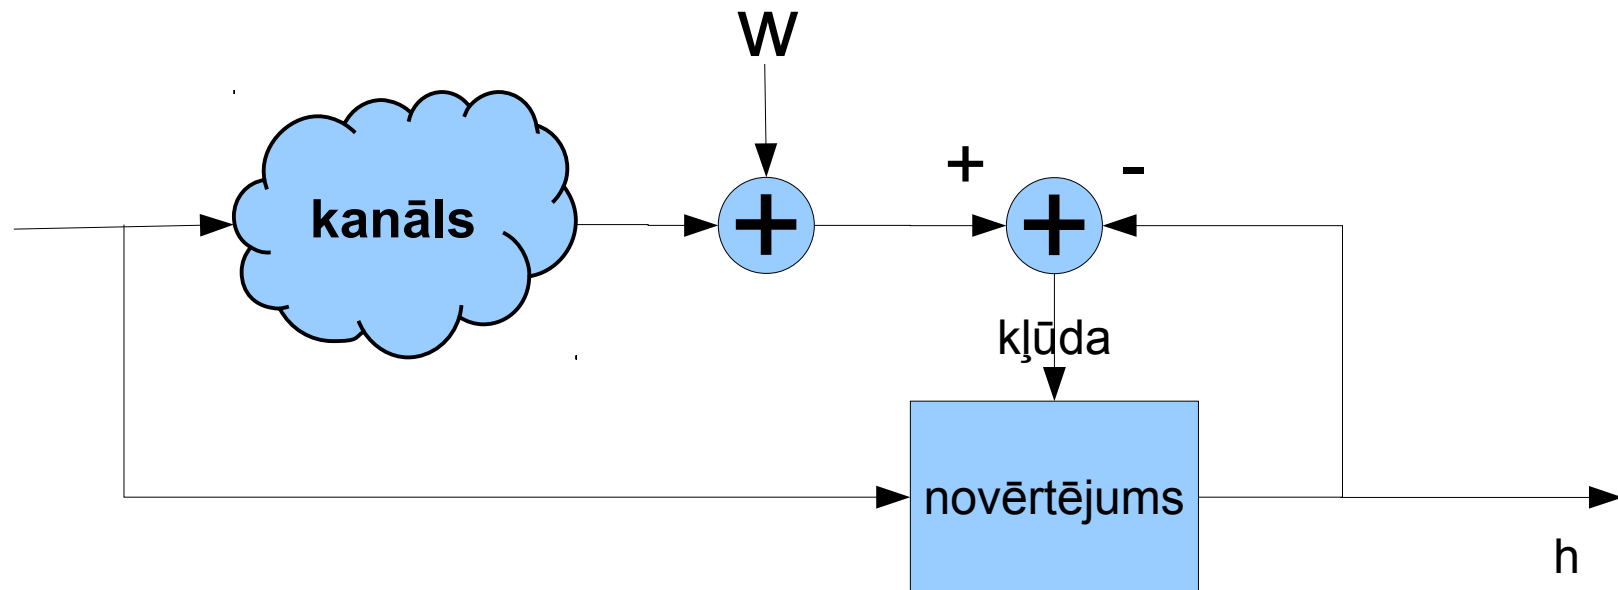 W
+ -
kanāls
+ +
kļūda
novērtējums
h